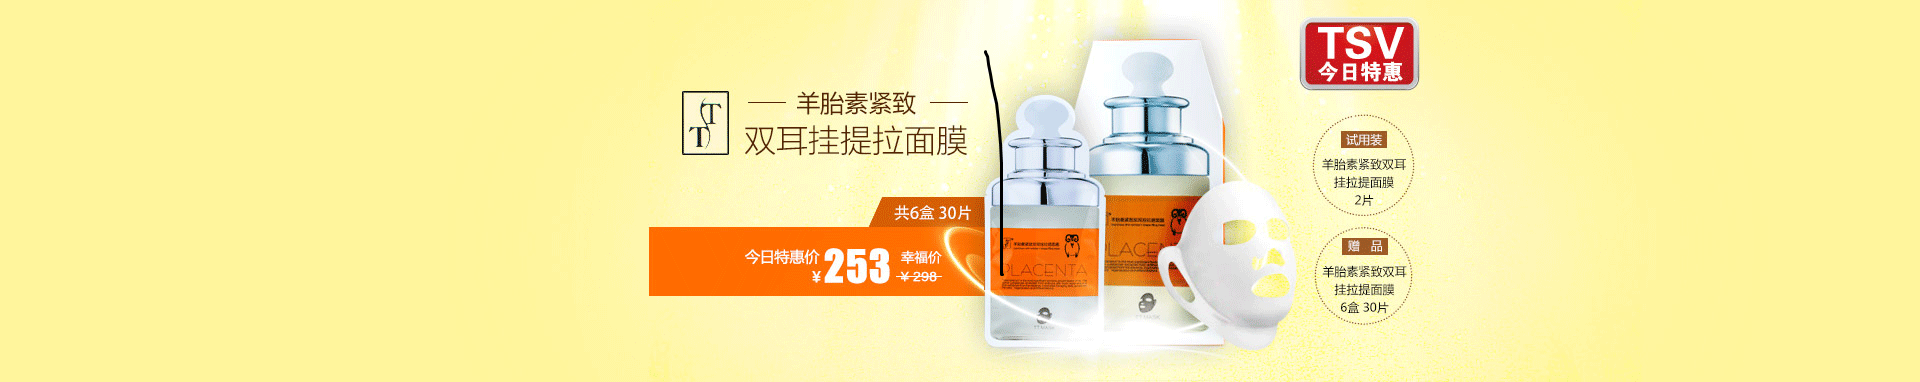 TT
羊胎素紧致
双耳挂提拉面膜
共6盒 30片
今日特惠价
¥253
幸福价
¥298
PLACENTA
PLACENTA
TT MASK
TSV
今日特惠
试用装
羊胎素紧致双耳
挂拉提面膜
2片
赠 品
羊胎素紧致双耳
挂拉提面膜
6盒 30片